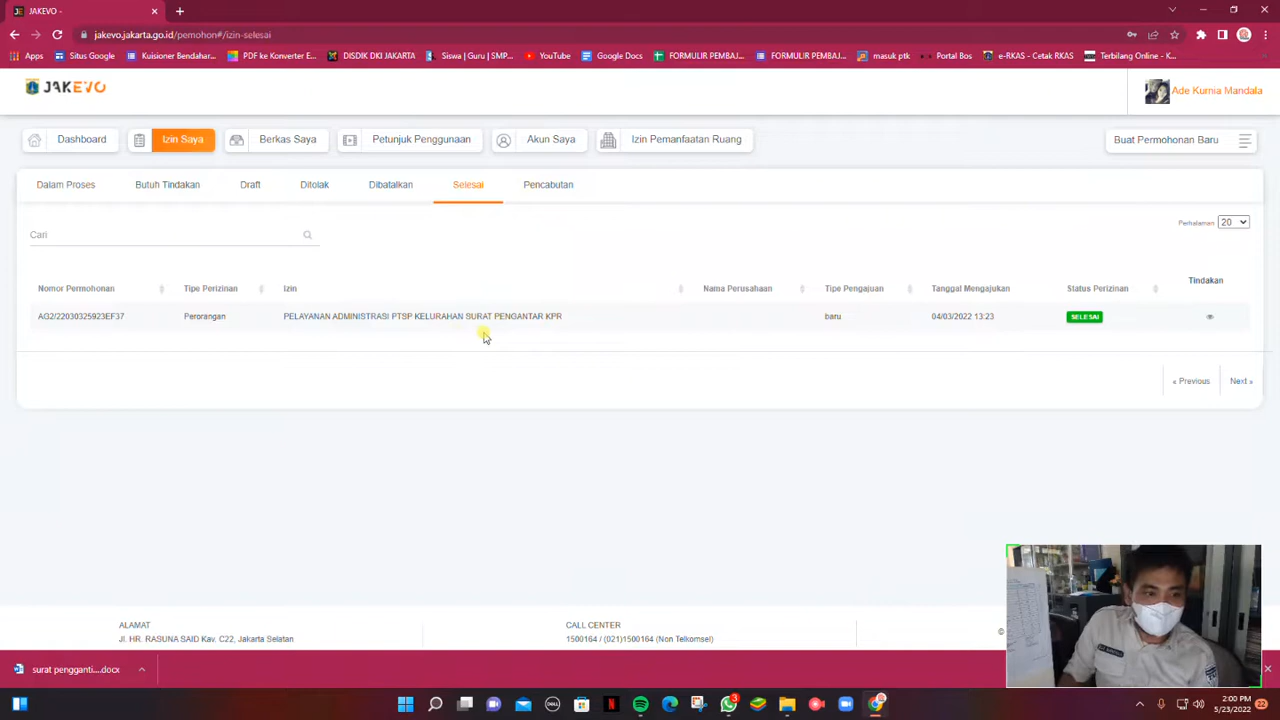 JAKEVO -
jakevo.jakarta.go.id/pemohon#/izin-selesai
Apps Situs Google Kuisioner Bendahar... PDF ke Konverter E... DISDIK DKI JAKARTA Siswa | Guru | SMP... YouTube Google Docs FORMULIR PEMBAJ... FORMULIR PEMBAJ... masuk ptk Portal Bos e-RKAS - Cetak RKAS Terbilang Online - K...
JAKEVO
Ade Kurnia Mandala
Dashboard Izin Saya Berkas Saya Petunjuk Penggunaan Akun Saya Izin Pemanfaatan Ruang Buat Permohonan Baru
Dalam Proses Butuh Tindakan Draft Ditolak Dibatalkan Selesai Pencabutan
Perhalaman 20
Cari
Nomor Permohonan Tipe Perizinan Izin Nama Perusahaan Tipe Pengajuan Tanggal Mengajukan Status Perizinan Tindakan
AG2/22030325923EF37 Perorangan PELAYANAN ADMINISTRASI PTSP KELURAHAN SURAT PENGANTAR KPR baru 04/03/2022 13:23 SELESAI
« Previous Next »
ALAMAT
Jl. HR. RASUNA SAID Kav. C22, Jakarta Selatan
CALL CENTER
1500164 / (021)1500164 (Non Telkomsel)
©
surat pengganti....docx
3
2:00 PM
5/23/2022
22